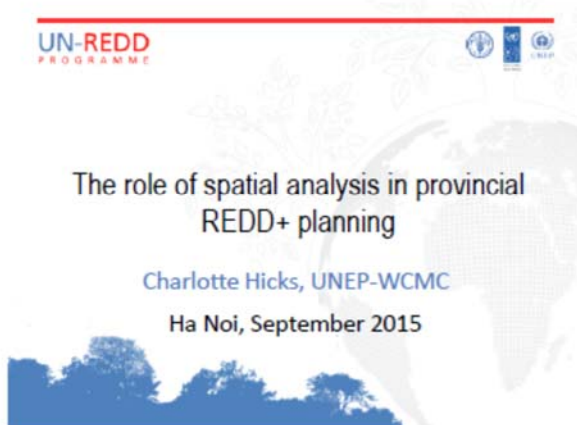 UN-REDD
PROGRAMME
UNEP
The role of spatial analysis in provincial
REDD+ planning
Charlotte Hicks, UNEP-WCMC
Ha Noi, September 2015